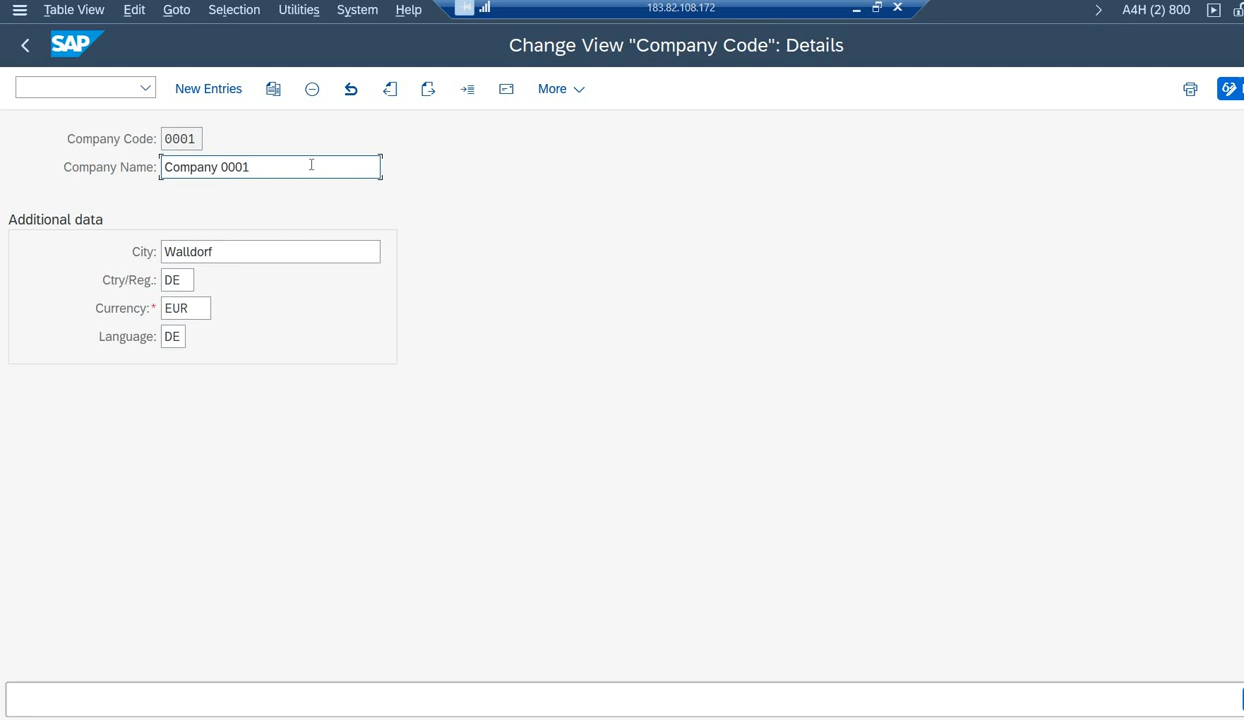 Table View Edit Goto Selection Utilities System Help 183.82.108.172 A4H (2) 800
SAP Change View "Company Code": Details
New Entries More
Company Code: 0001
Company Name: Company 0001
Additional data
City: Walldorf
Ctry/Reg.: DE
Currency:* EUR
Language: DE